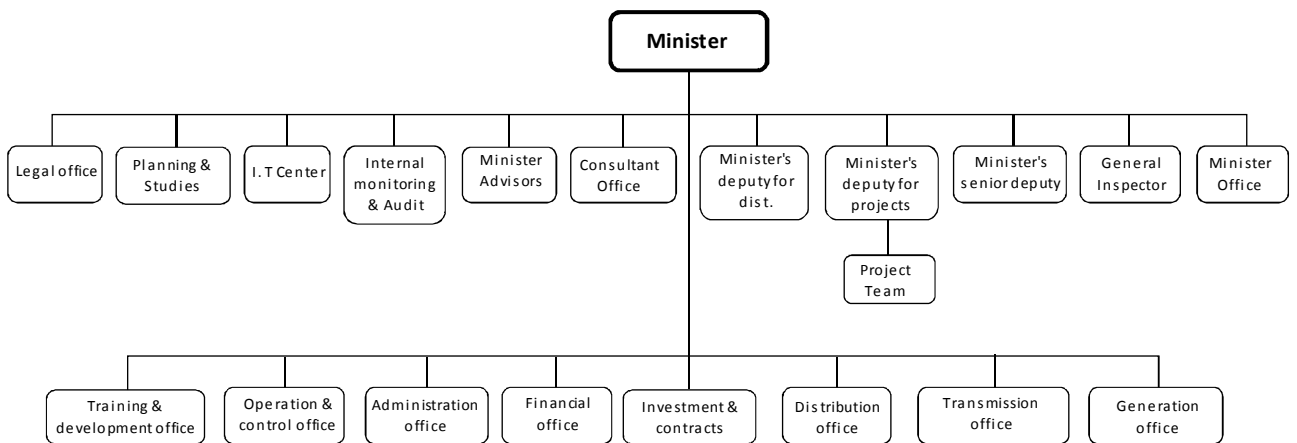 Minister
Legal office
Planning &
Studies
I.T Center
Internal
monitoring
& Audit
Minister
Advisors
Consultant
Office
Minister's
deputy for
dist.
Minister's
deputy for
projects
Minister's
senior deputy
General
Inspector
Minister
Office
Project
Team
Training &
development office
Operation &
control office
Administration
office
Financial
office
Investment &
contracts
Distribution
office
Transmission
office
Generation
office